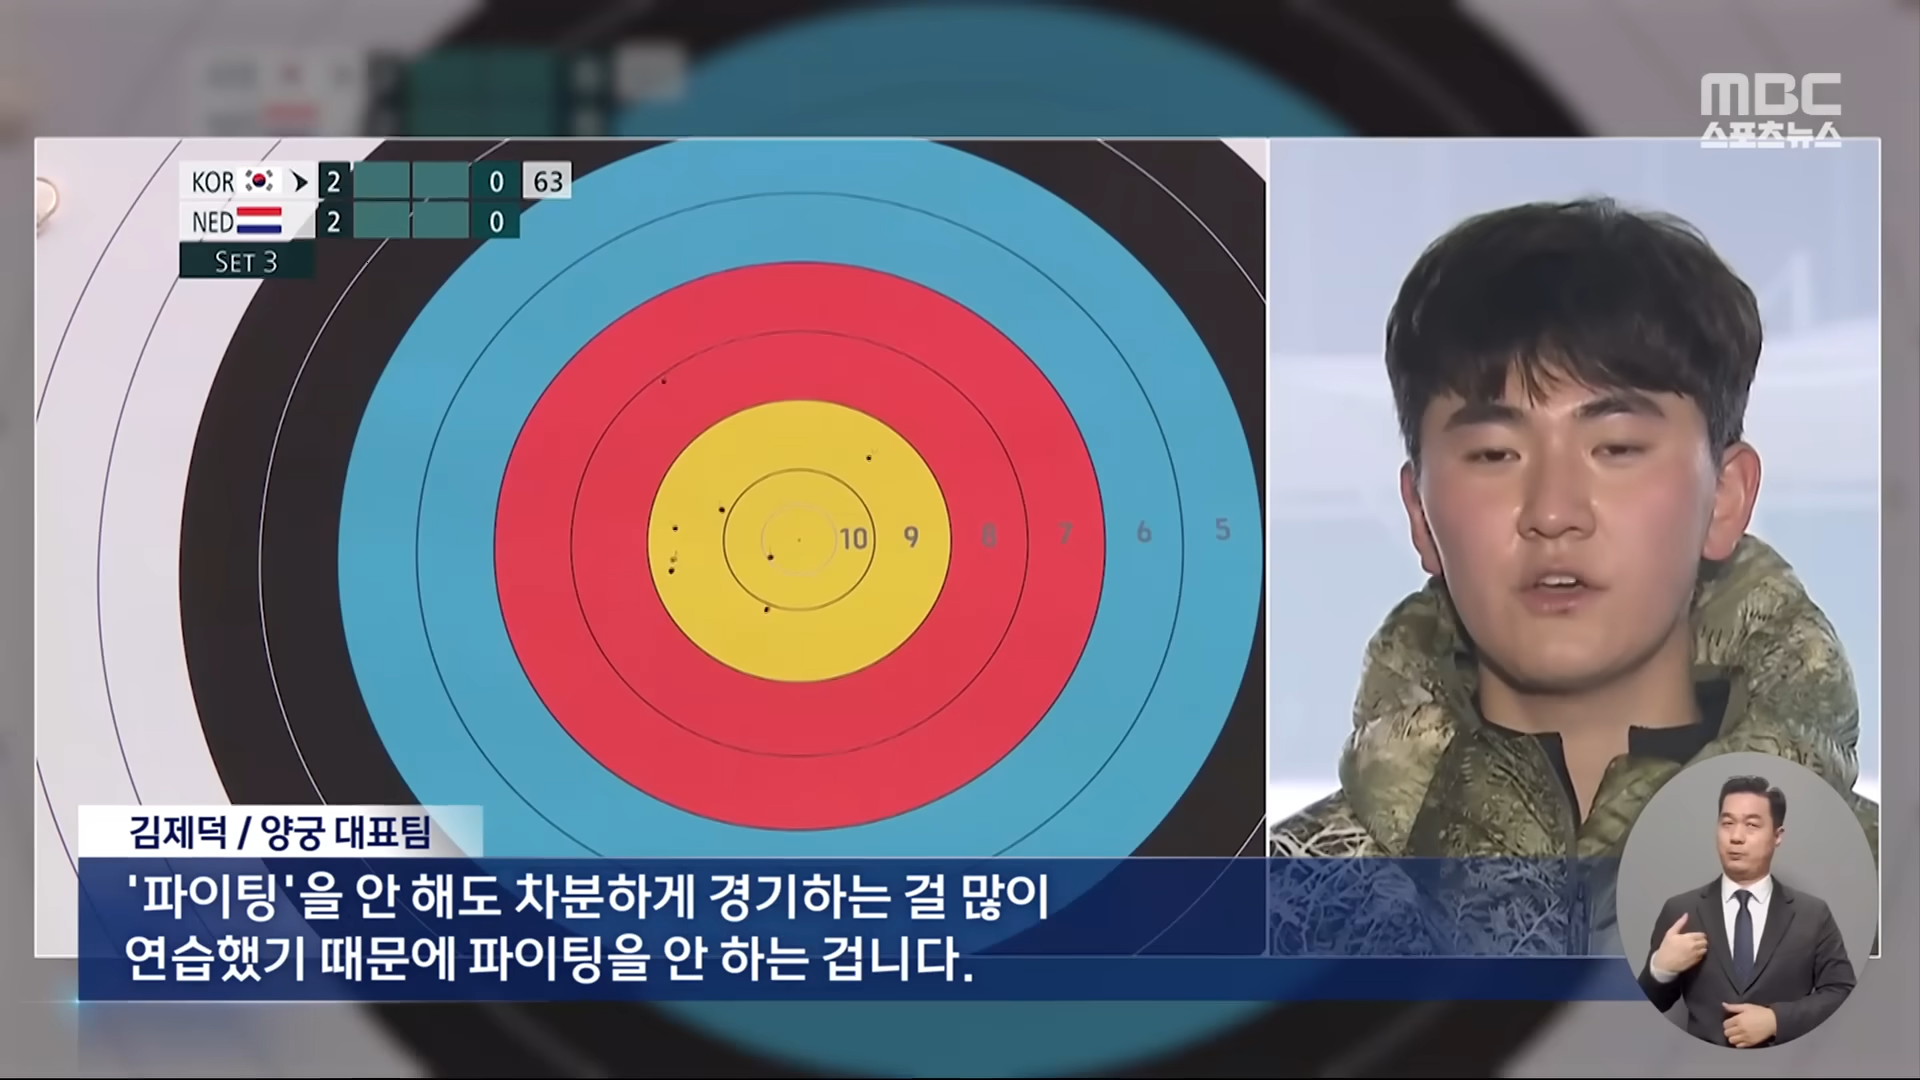 MBC
스포츠뉴스
KOR 2 0 63
NED 2 0
SET 3
10 9 8 7 6 5
김제덕 / 양궁 대표팀
'파이팅'을 안 해도 차분하게 경기하는 걸 많이
연습했기 때문에 파이팅을 안 하는 겁니다.